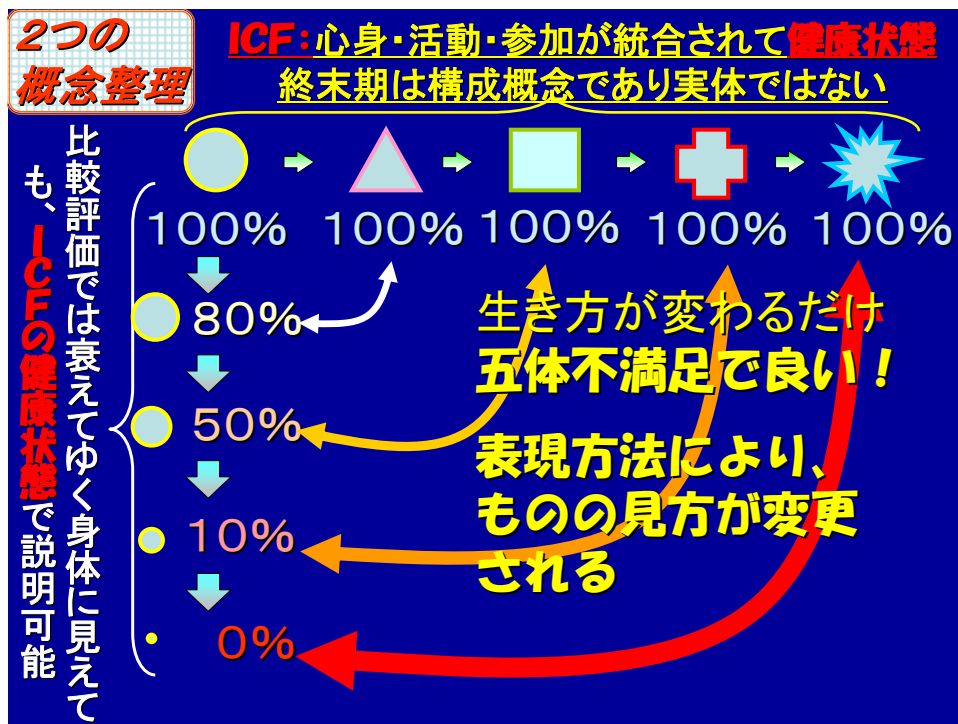 2つの
概念整理
ICF：心身・活動・参加が統合されて健康状態
終末期は構成概念であり実体ではない
比較評価では衰えてゆく身体に見えて
も、ICFの健康状態で説明可能
100% 100% 100% 100% 100%
80%
50%
10%
0%
生き方が変わるだけ
五体不満足で良い！
表現方法により、
ものの見方が変更
される